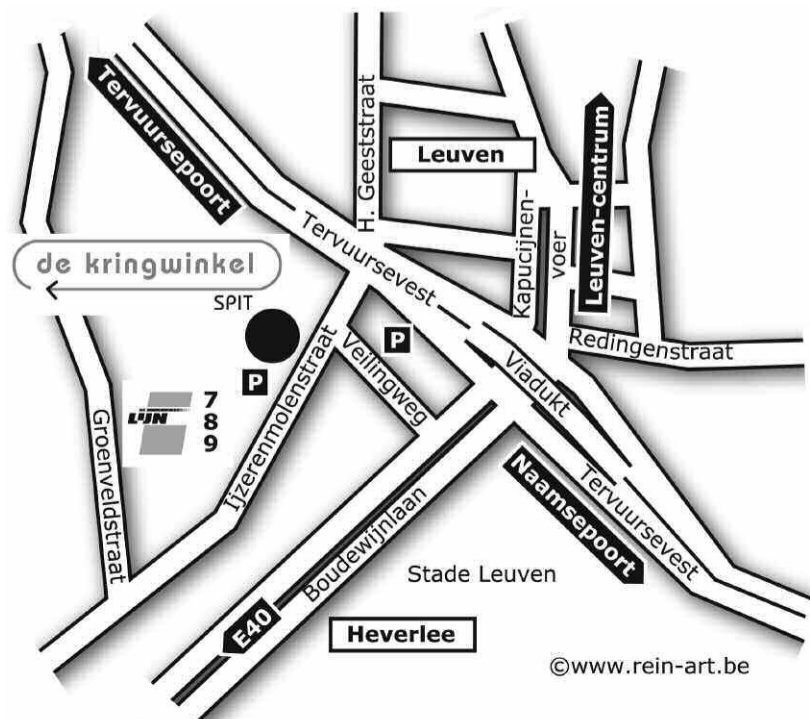 Tervuursepoort
H. Geeststraat
Leuven
Leuven-centrum
Kapucijnen-
voer
Tervuursevest
de kringwinkel
SPIT
P
P
Veilingweg
Viadukt
Redingenstraat
LIJN
7
8
9
Groenveldstraat
Ijzerenmolenstraat
Boudewijnlaan
Naamsepoort
Tervuursevest
Stade Leuven
E40
Heverlee
©www.rein-art.be